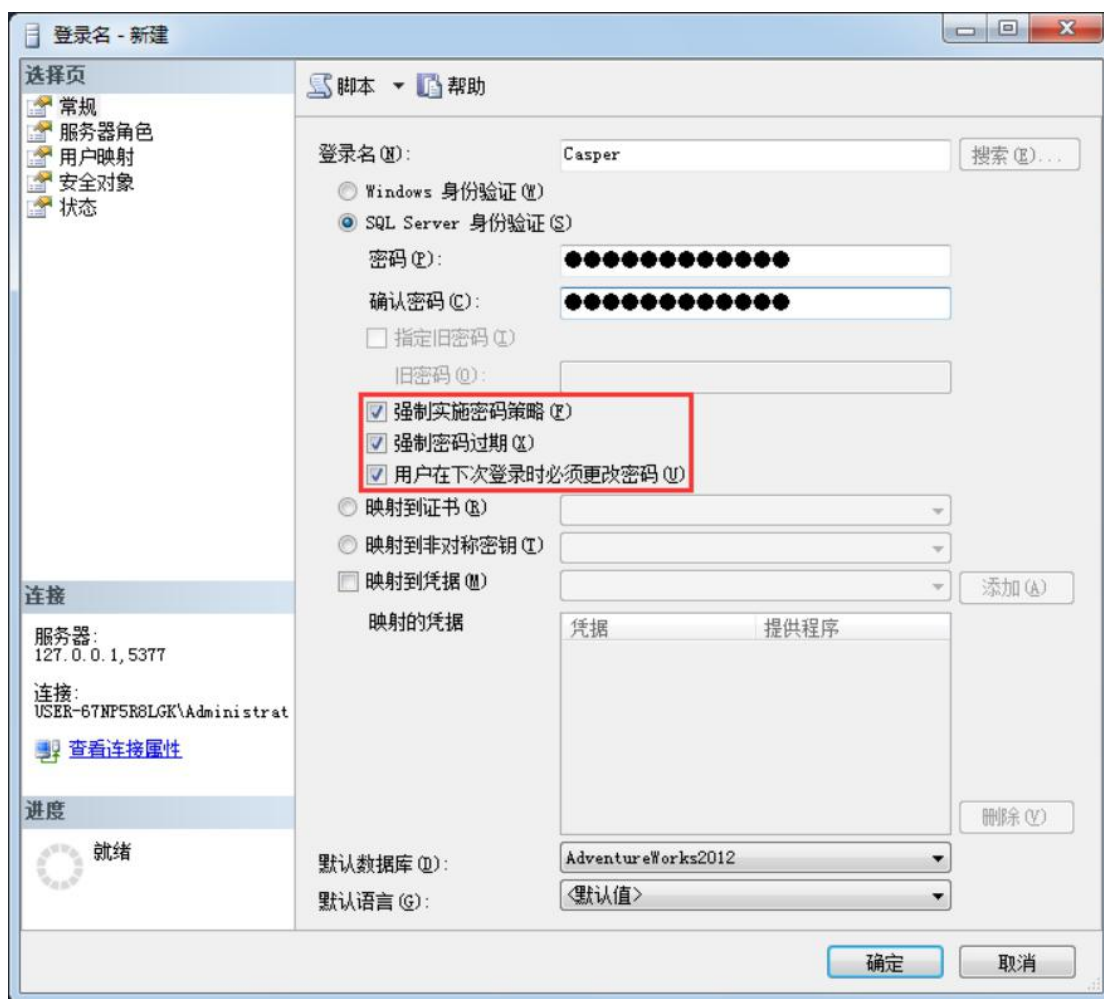 登录名 - 新建
选择页
常规
服务器角色
用户映射
安全对象
状态
脚本 帮助
登录名(N): Casper 搜索(E)...
Windows 身份验证(W)
SQL Server 身份验证(S)
密码(P): ●●●●●●●●●●●●
确认密码(C): ●●●●●●●●●●●●
指定旧密码(I)
旧密码(O):
强制实施密码策略(F)
强制密码过期(X)
用户在下次登录时必须更改密码(U)
映射到证书(R)
映射到非对称密钥(T)
映射到凭据(M) 添加(A)
映射的凭据 凭据 提供程序
删除(V)
默认数据库(D): AdventureWorks2012
默认语言(G): <默认值>
连接
服务器:
127.0.0.1,5377
连接:
USER-67NP5R8LGK\Administrat
查看连接属性
进度
就绪
确定 取消